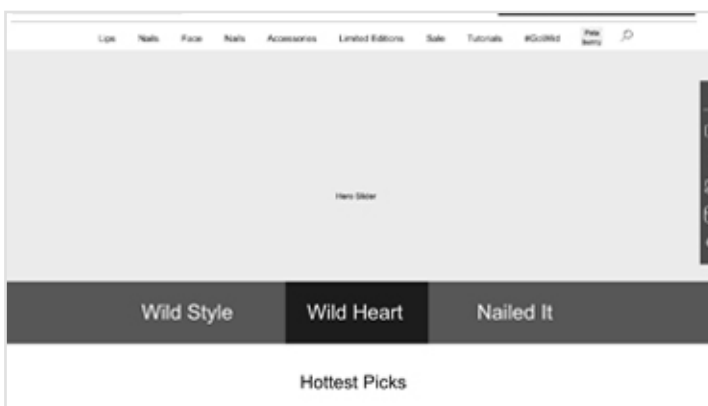 Lips Nails Face Nails Accessories Limited Editions Sale Tutorials #GoWild
Hero Slider
Wild Style Wild Heart Nailed It
Hottest Picks